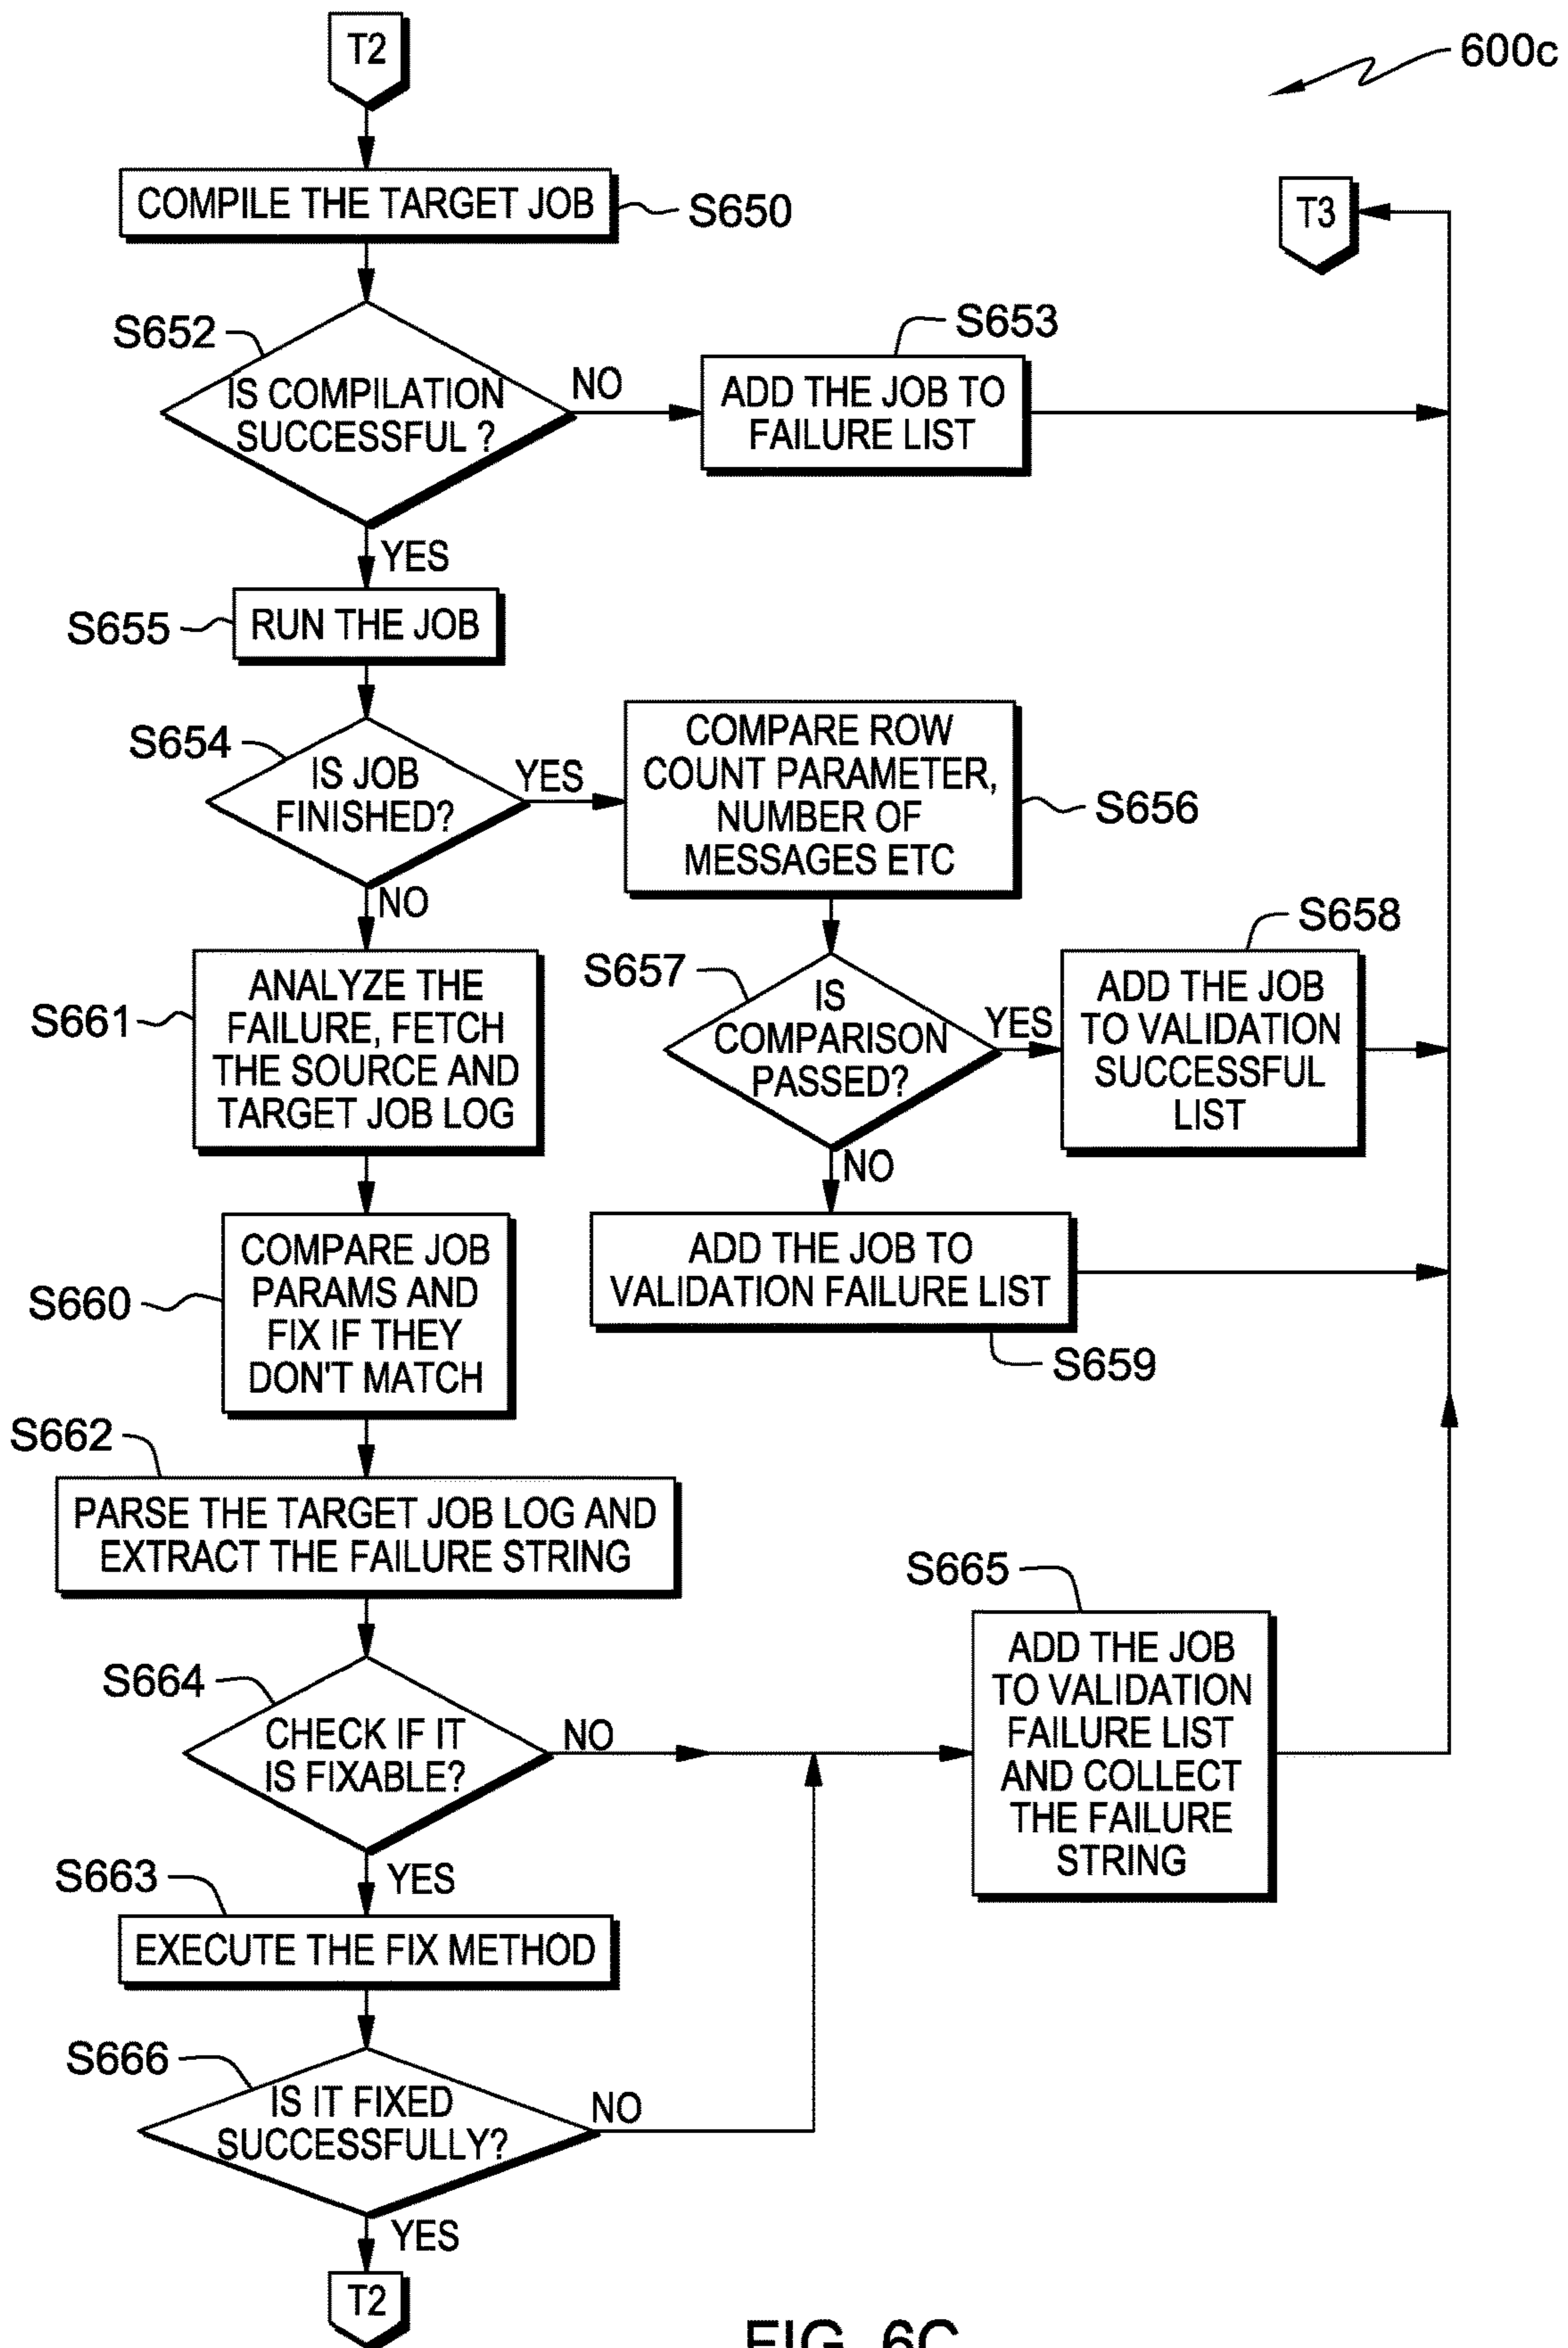 T2
600c
COMPILE THE TARGET JOB
S650
T3
S652
IS COMPILATION
SUCCESSFUL ?
NO
S653
ADD THE JOB TO
FAILURE LIST
YES
S655
RUN THE JOB
S654
IS JOB
FINISHED?
YES
COMPARE ROW
COUNT PARAMETER,
NUMBER OF
MESSAGES ETC
S656
NO
S661
ANALYZE THE
FAILURE, FETCH
THE SOURCE AND
TARGET JOB LOG
S657
IS
COMPARISON
PASSED?
YES
S658
ADD THE JOB
TO VALIDATION
SUCCESSFUL
LIST
NO
ADD THE JOB TO
VALIDATION FAILURE LIST
S659
S660
COMPARE JOB
PARAMS AND
FIX IF THEY
DON'T MATCH
S662
PARSE THE TARGET JOB LOG AND
EXTRACT THE FAILURE STRING
S664
CHECK IF IT
IS FIXABLE?
NO
S665
ADD THE JOB
TO VALIDATION
FAILURE LIST
AND COLLECT
THE FAILURE
STRING
YES
S663
EXECUTE THE FIX METHOD
S666
IS IT FIXED
SUCCESSFULLY?
NO
YES
T2
FIG. 6C